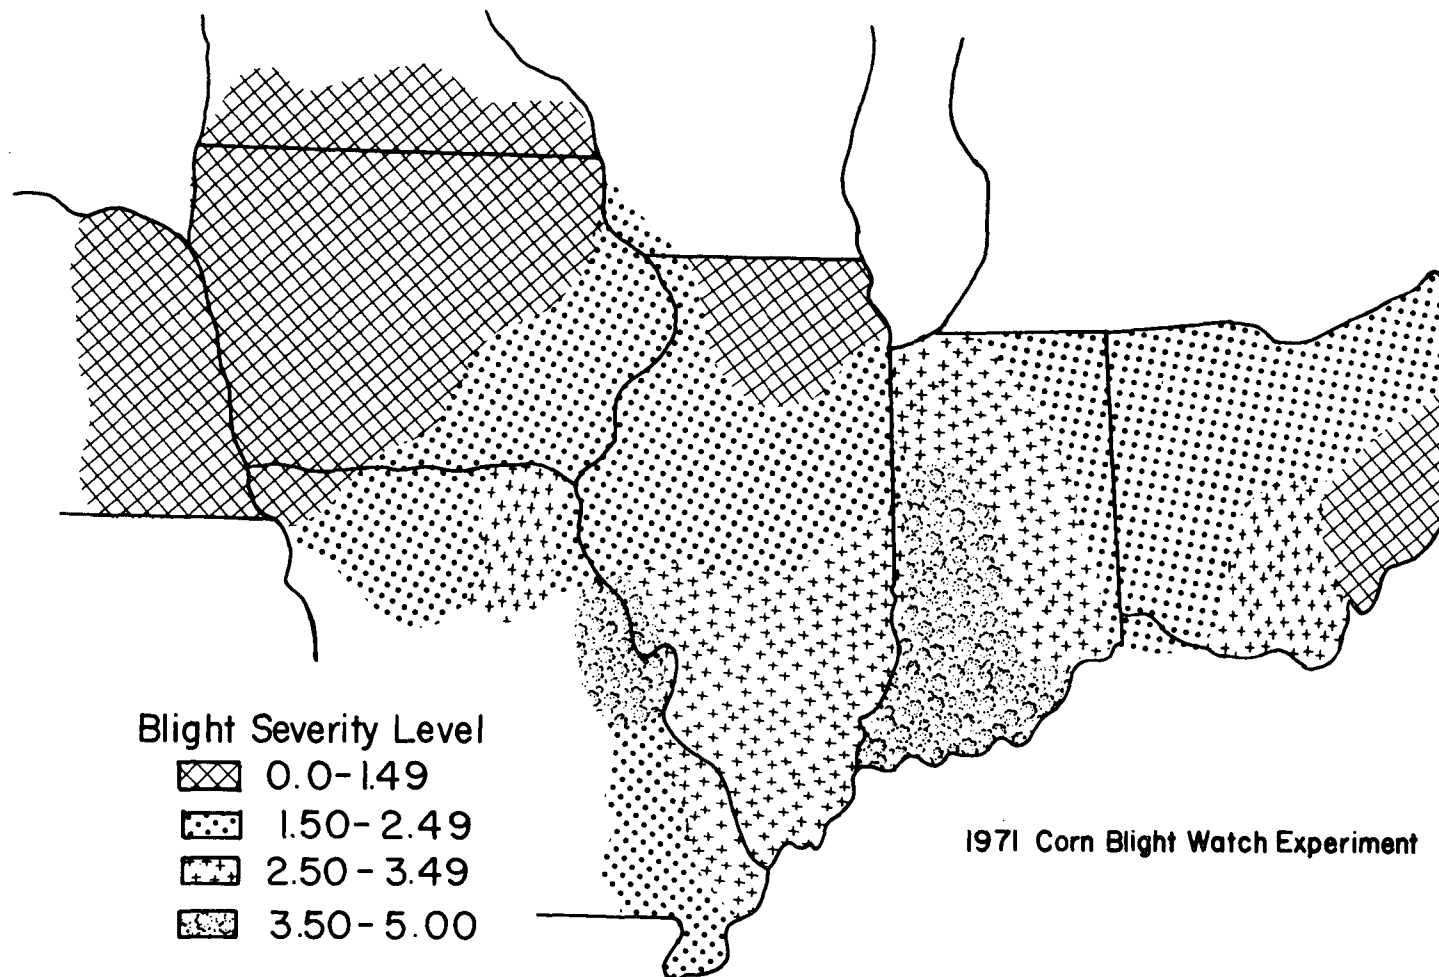 Blight Severity Level
0.0-1.49
1.50-2.49
2.50-3.49
3.50-5.00
1971 Corn Blight Watch Experiment